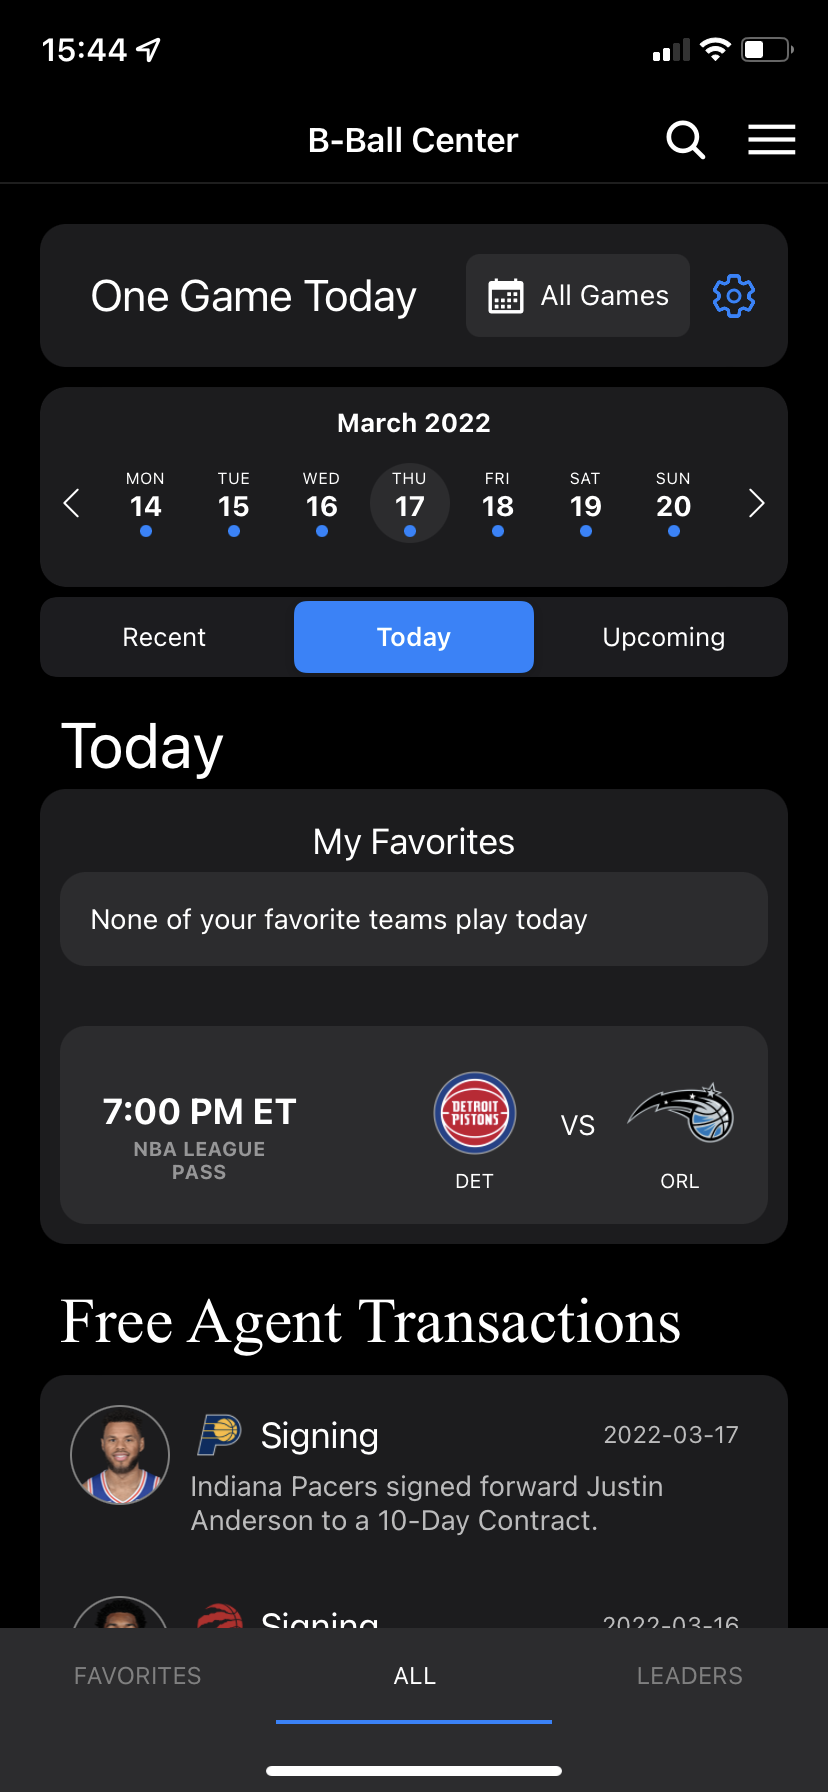 15:44
B-Ball Center
One Game Today
All Games
March 2022
MON TUE WED THU FRI SAT SUN
14 15 16 17 18 19 20
Recent Today Upcoming
Today
My Favorites
None of your favorite teams play today
7:00 PM ET
NBA LEAGUE
PASS
DETROIT
PISTONS
VS
DET ORL
Free Agent Transactions
Signing 2022-03-17
Indiana Pacers signed forward Justin
Anderson to a 10-Day Contract.
Signing 2022-03-16
FAVORITES ALL LEADERS